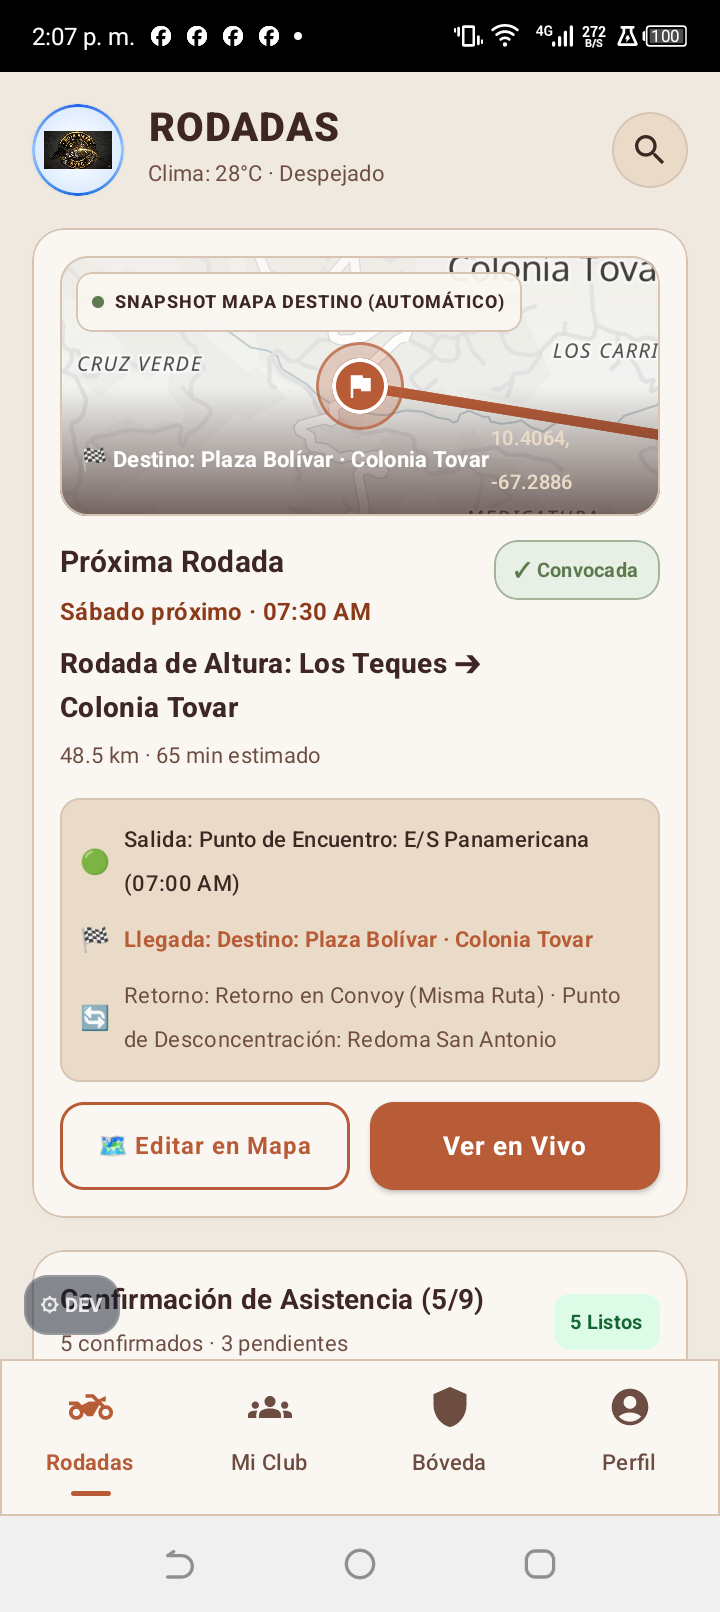 2:07 p. m.
4G
272
B/S
100
RODADAS
Clima: 28°C · Despejado
Colonia Tova
SNAPSHOT MAPA DESTINO (AUTOMÁTICO)
CRUZ VERDE
LOS CARRI
10.4064,
🏁 Destino: Plaza Bolívar · Colonia Tovar
-67.2886
Próxima Rodada
✓ Convocada
Sábado próximo · 07:30 AM
Rodada de Altura: Los Teques ➔
Colonia Tovar
48.5 km · 65 min estimado
🟢 Salida: Punto de Encuentro: E/S Panamericana
(07:00 AM)
🏁 Llegada: Destino: Plaza Bolívar · Colonia Tovar
🔄 Retorno: Retorno en Convoy (Misma Ruta) · Punto
de Desconcentración: Redoma San Antonio
🗺️ Editar en Mapa
Ver en Vivo
Confirmación de Asistencia (5/9)
⚙ DEV
5 confirmados · 3 pendientes
5 Listos
Rodadas
Mi Club
Bóveda
Perfil